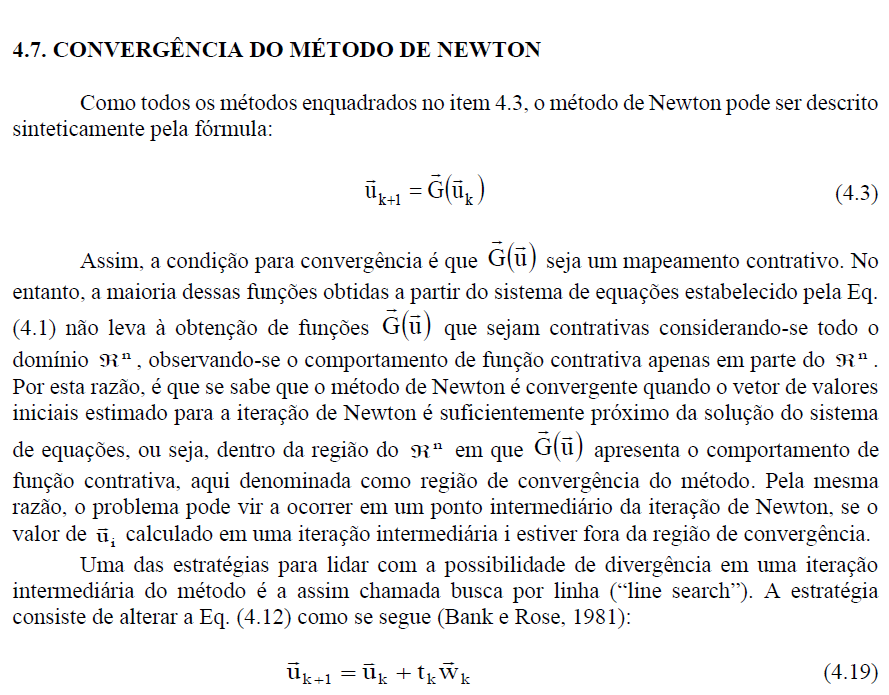 4.7. CONVERGÊNCIA DO MÉTODO DE NEWTON
Como todos os métodos enquadrados no item 4.3, o método de Newton pode ser descrito
sinteticamente pela fórmula:
u⃗ₖ₊₁ = G⃗(u⃗ₖ) (4.3)
Assim, a condição para convergência é que G⃗(u⃗) seja um mapeamento contrativo. No
entanto, a maioria dessas funções obtidas a partir do sistema de equações estabelecido pela Eq.
(4.1) não leva à obtenção de funções G⃗(u⃗) que sejam contrativas considerando-se todo o
domínio ℜⁿ, observando-se o comportamento de função contrativa apenas em parte do ℜⁿ.
Por esta razão, é que se sabe que o método de Newton é convergente quando o vetor de valores
iniciais estimado para a iteração de Newton é suficientemente próximo da solução do sistema
de equações, ou seja, dentro da região do ℜⁿ em que G⃗(u⃗) apresenta o comportamento de
função contrativa, aqui denominada como região de convergência do método. Pela mesma
razão, o problema pode vir a ocorrer em um ponto intermediário da iteração de Newton, se o
valor de u⃗ᵢ calculado em uma iteração intermediária i estiver fora da região de convergência.
Uma das estratégias para lidar com a possibilidade de divergência em uma iteração
intermediária do método é a assim chamada busca por linha (“line search”). A estratégia
consiste de alterar a Eq. (4.12) como se segue (Bank e Rose, 1981):
u⃗ₖ₊₁ = u⃗ₖ + tₖw⃗ₖ (4.19)